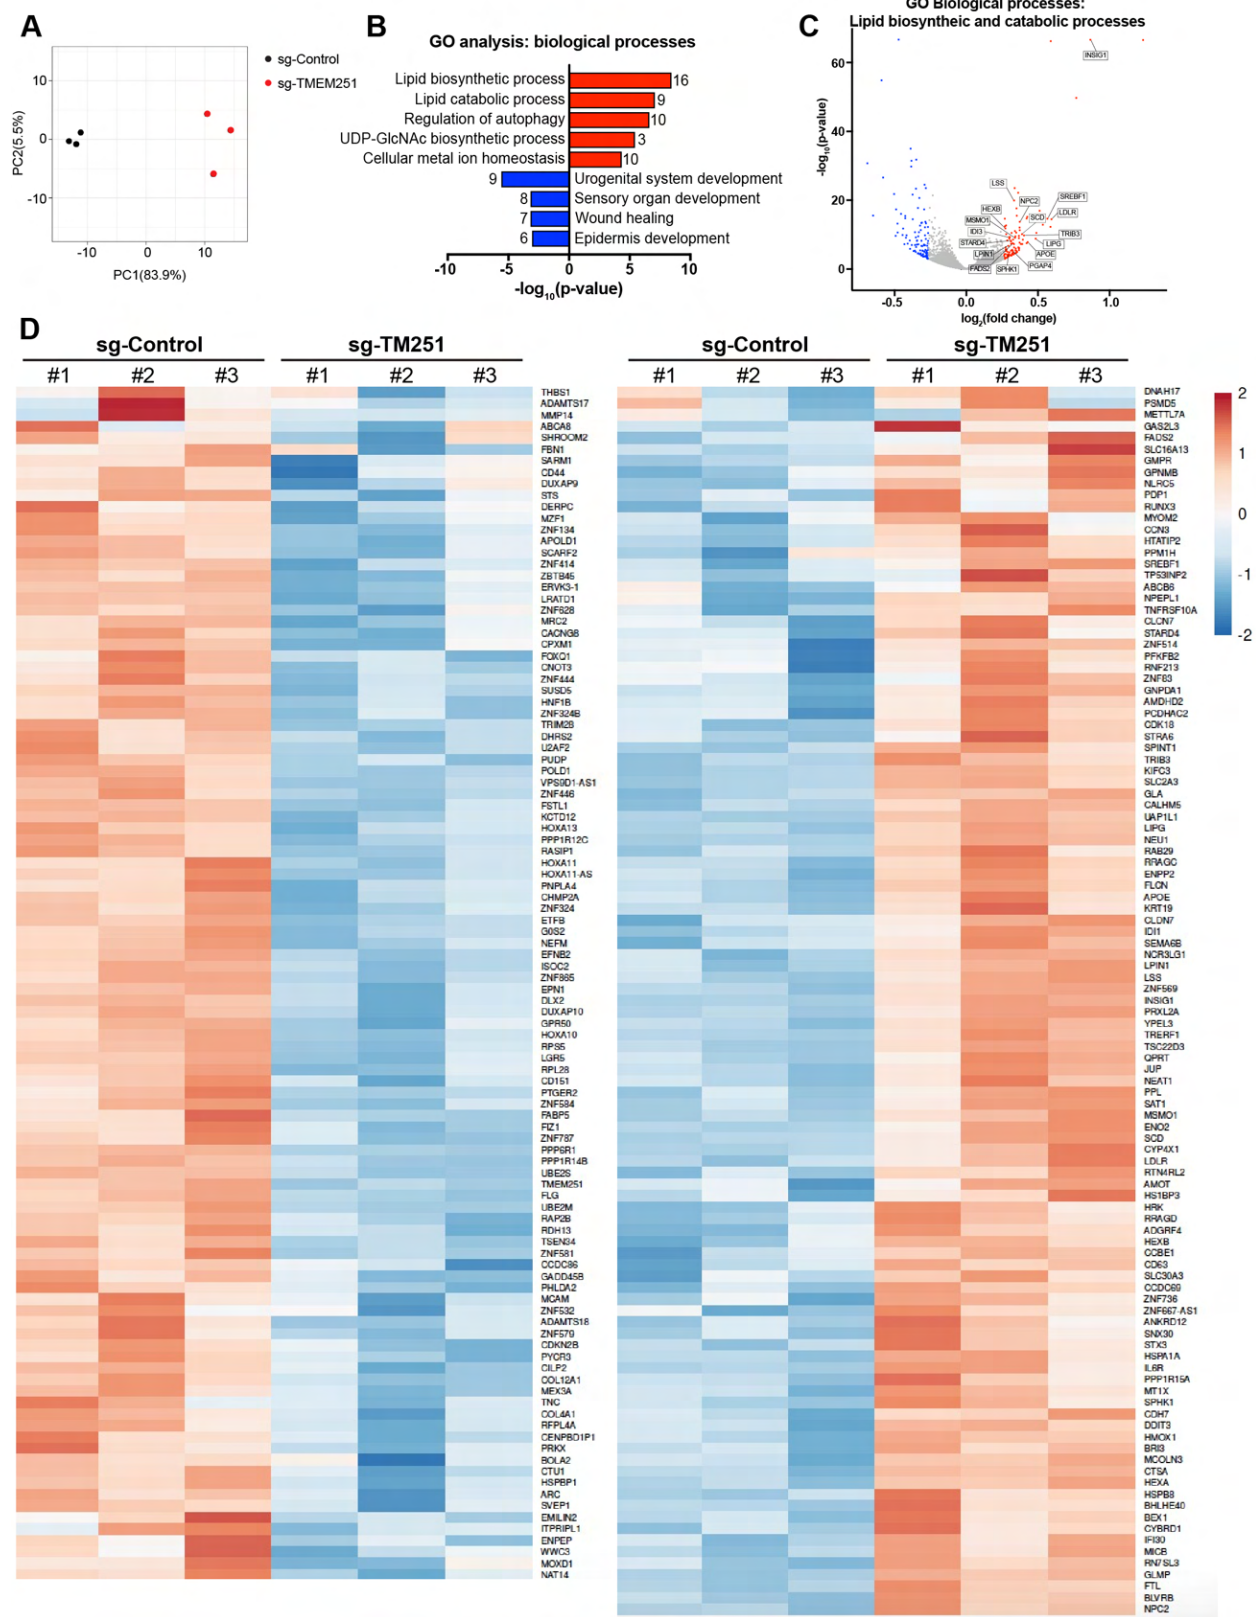 A
sg-Control
sg-TMEM251
10
0
-10
PC2(5.5%)
-10
0
10
PC1(83.9%)
B
GO analysis: biological processes
Lipid biosynthetic process
16
Lipid catabolic process
9
Regulation of autophagy
10
UDP-GlcNAc biosynthetic process
3
Cellular metal ion homeostasis
10
9
Urogenital system development
8
Sensory organ development
7
Wound healing
6
Epidermis development
-10
-5
0
5
10
-log10(p-value)
C
GO Biological processes:
Lipid biosyntheic and catabolic processes
60
40
20
0
-log10(p-value)
INSIG1
LSS
NPC2
SREBF1
HEXB
SCD
LDLR
MSMO1
IDI3
TRIB3
STARD4
LIPG
LPIN1
APOE
FADS2
SPHK1
PGAP4
-0.5
0.0
0.5
1.0
log2(fold change)
D
sg-Control
sg-TM251
#1
#2
#3
#1
#2
#3
THBS1
ADAMTS17
MMP14
ABCA8
SHROOM2
FBN1
SARM1
CD44
DUXAP9
STS
DERPC
MZF1
ZNF134
APOLD1
SCARF2
ZNF414
ZBTB45
ERVK3-1
LRATD1
ZNF628
MRC2
CACNG8
CPXM1
FOXO1
CNOT3
ZNF444
SUSD5
HNF1B
ZNF324B
TRIM28
DHRS2
U2AF2
PUDP
POLD1
VPS9D1-AS1
ZNF446
FSTL1
KCTD12
HOXA13
PPP1R12C
RASIP1
HOXA11
HOXA11-AS
PNPLA4
CHMP2A
ZNF324
ETFB
G0S2
NEFM
EFNB2
ISOC2
ZNF865
EPN1
DLX2
DUXAP10
GPR50
HOXA10
RPS5
LGR5
RPL28
CD151
PTGER2
ZNF584
FABP5
FIZ1
ZNF787
PPP6R1
PPP1R14B
UBE2S
TMEM251
FLG
UBE2M
RAP2B
RDH13
TSEN34
ZNF581
CCDC86
GADD45B
PHLDA2
MCAM
ZNF532
ADAMTS18
ZNF579
CDKN2B
PYCR3
CILP2
COL12A1
MEX3A
TNC
COL4A1
RFPL4A
CENPBD1P1
PRKX
BOLA2
CTU1
HSPBP1
ARC
SVEP1
EMILIN2
ITPRIPL1
ENPEP
WWC3
MOXD1
NAT14
sg-Control
sg-TM251
#1
#2
#3
#1
#2
#3
DNAH17
PSMD5
METTL7A
GAS2L3
FADS2
SLC16A13
GMPR
GPNMB
NLRC5
PDP1
RUNX3
MYOM2
CCN3
HTATIP2
PPM1H
SREBF1
TP53INP2
ABCB6
NPEPL1
TNFRSF10A
CLCN7
STARD4
ZNF514
PFKFB2
RNF213
ZNF83
GNPDA1
AMDHD2
PCDHAC2
CDK18
STRA6
SPINT1
TRIB3
KIFC3
SLC2A3
GLA
CALHM5
UAP1L1
LIPG
NEU1
RAB29
RRAGC
ENPP2
FLCN
APOE
KRT19
CLDN7
IDI1
SEMA6B
NCR3LG1
LPIN1
LSS
ZNF569
INSIG1
PRXL2A
YPEL3
TRERF1
TSC22D3
QPRT
JUP
NEAT1
PPL
SAT1
MSMO1
ENO2
SCD
CYP4X1
LDLR
RTN4RL2
AMOT
HS1BP3
HRK
RRAGD
ADGRF4
HEXB
CCBE1
CD63
SLC30A3
CCDC69
ZNF736
ZNF667-AS1
ANKRD12
SNX30
STX3
HSPA1A
IL6R
PPP1R15A
MT1X
SPHK1
CDH7
DDIT3
HMOX1
BRI3
MCOLN3
CTSA
HEXA
HSPB8
BHLHE40
BEX1
CYBRD1
IFI30
MICB
RN7SL3
GLMP
FTL
BLVRB
NPC2
2
1
0
-1
-2